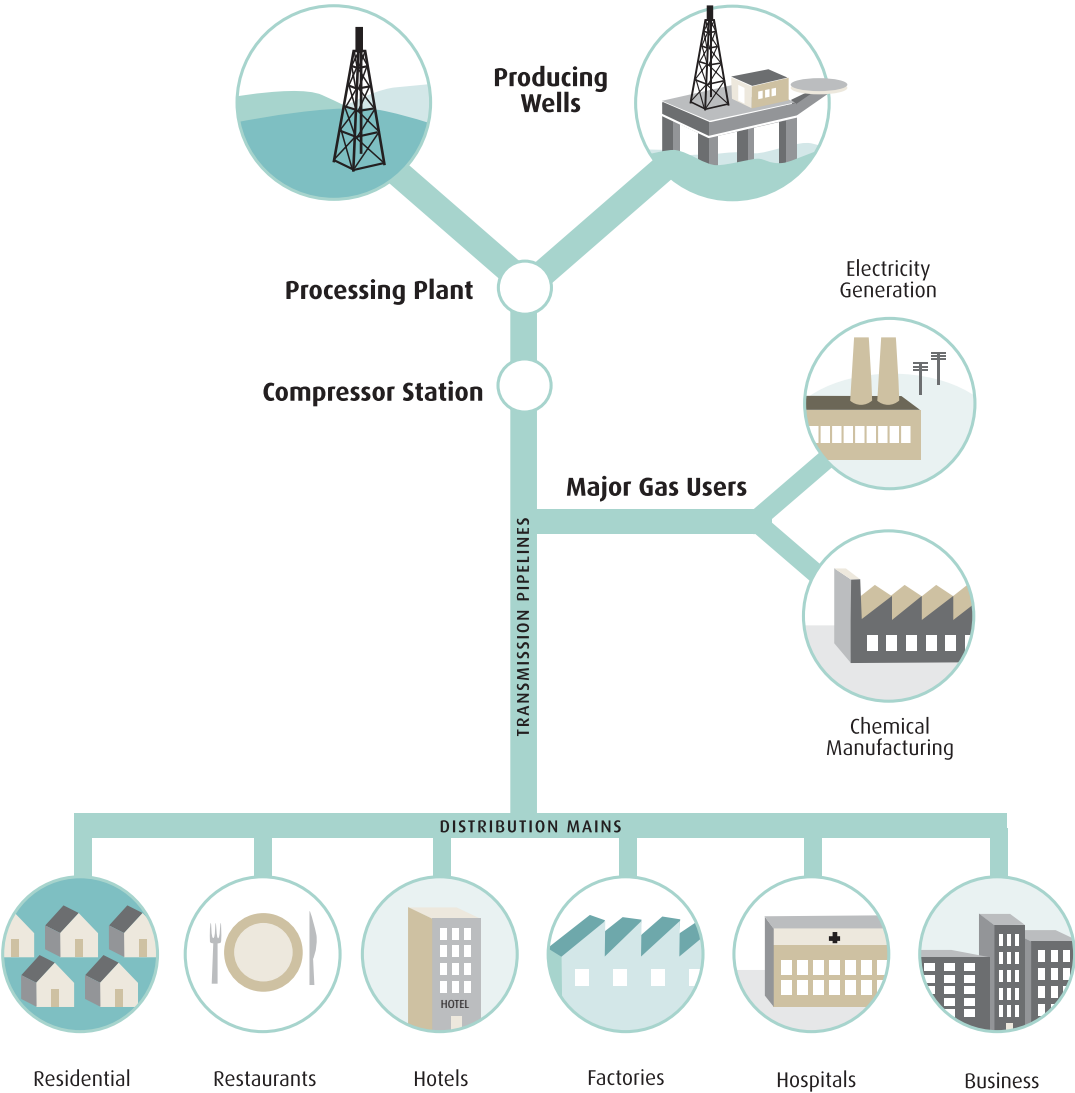 Producing
Wells
Electricity
Generation
Processing Plant
Compressor Station
Major Gas Users
TRANSMISSION PIPELINES
Chemical
Manufacturing
DISTRIBUTION MAINS
HOTEL
Residential
Restaurants
Hotels
Factories
Hospitals
Business